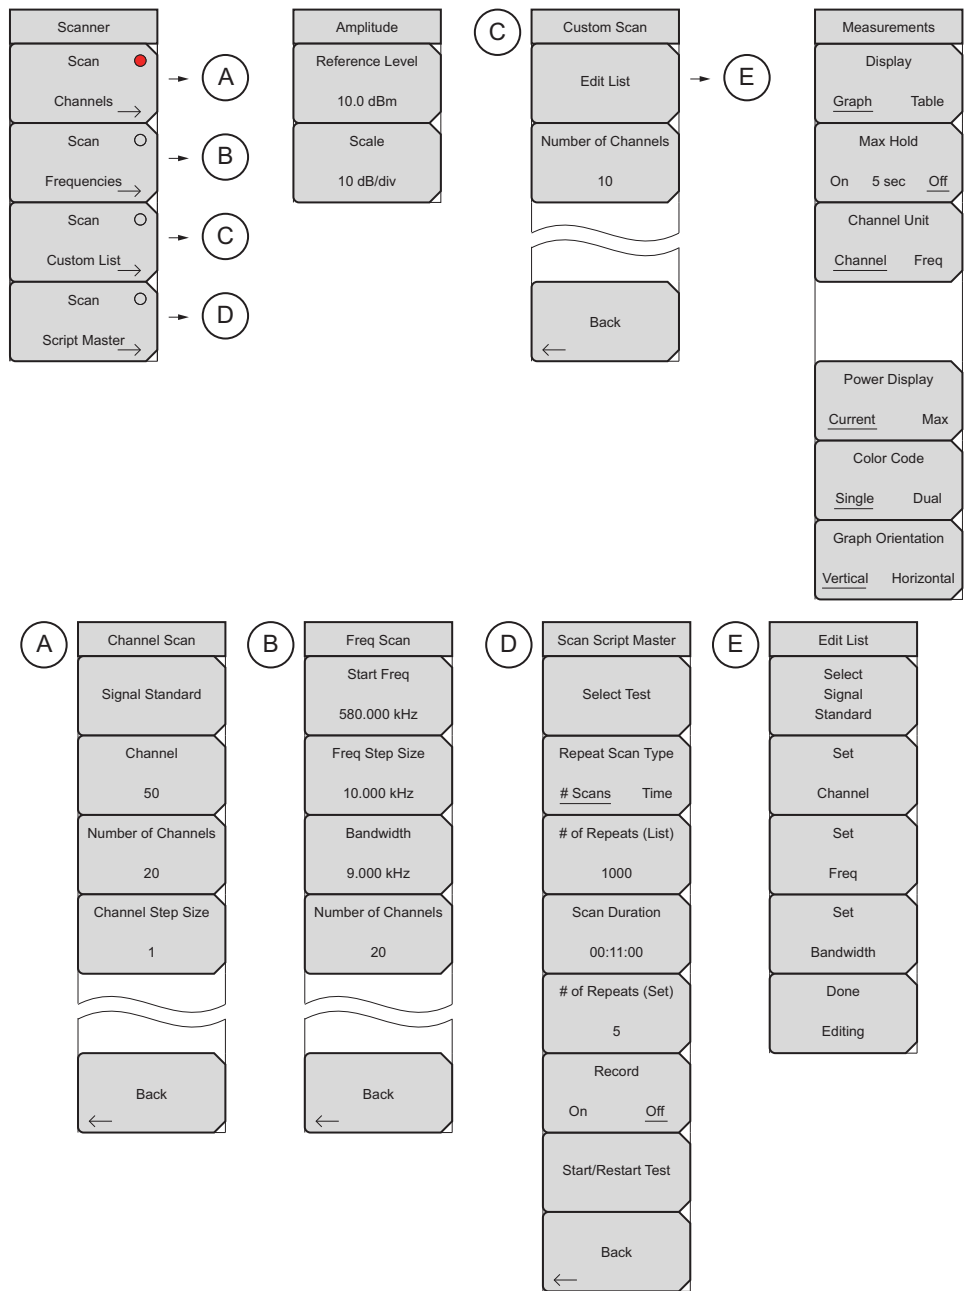 Scanner
Scan
Channels
A
Scan
Frequencies
B
Scan
Custom List
C
Scan
Script Master
D
Amplitude
Reference Level
10.0 dBm
Scale
10 dB/div
C
Custom Scan
Edit List
E
Number of Channels
10
Back
Measurements
Display
Graph Table
Max Hold
On 5 sec Off
Channel Unit
Channel Freq
Power Display
Current Max
Color Code
Single Dual
Graph Orientation
Vertical Horizontal
A
Channel Scan
Signal Standard
Channel
50
Number of Channels
20
Channel Step Size
1
Back
B
Freq Scan
Start Freq
580.000 kHz
Freq Step Size
10.000 kHz
Bandwidth
9.000 kHz
Number of Channels
20
Back
D
Scan Script Master
Select Test
Repeat Scan Type
# Scans Time
# of Repeats (List)
1000
Scan Duration
00:11:00
# of Repeats (Set)
5
Record
On Off
Start/Restart Test
Back
E
Edit List
Select
Signal
Standard
Set
Channel
Set
Freq
Set
Bandwidth
Done
Editing